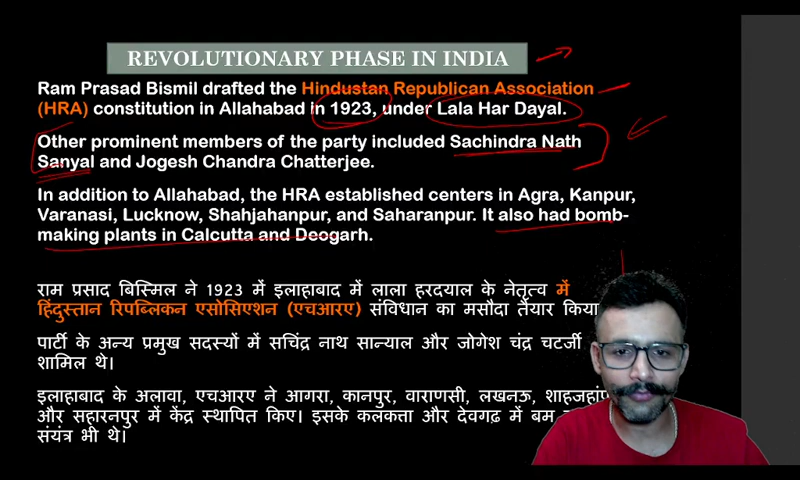 REVOLUTIONARY PHASE IN INDIA
Ram Prasad Bismil drafted the Hindustan Republican Association
(HRA) constitution in Allahabad in 1923, under Lala Har Dayal.
Other prominent members of the party included Sachindra Nath
Sanyal and Jogesh Chandra Chatterjee.
In addition to Allahabad, the HRA established centers in Agra, Kanpur,
Varanasi, Lucknow, Shahjahanpur, and Saharanpur. It also had bomb-
making plants in Calcutta and Deogarh.
राम प्रसाद बिस्मिल ने 1923 में इलाहाबाद में लाला हरदयाल के नेतृत्व में
हिंदुस्तान रिपब्लिकन एसोसिएशन (एचआरए) संविधान का मसौदा तैयार किया
पार्टी के अन्य प्रमुख सदस्यों में सचिंद्र नाथ सान्याल और जोगेश चंद्र चटर्जी
शामिल थे।
इलाहाबाद के अलावा, एचआरए ने आगरा, कानपुर, वाराणसी, लखनऊ,
और सहारनपुर में केंद्र स्थापित किए। इसके कलकत्ता और देवगढ़ में बम
संयंत्र भी थे।